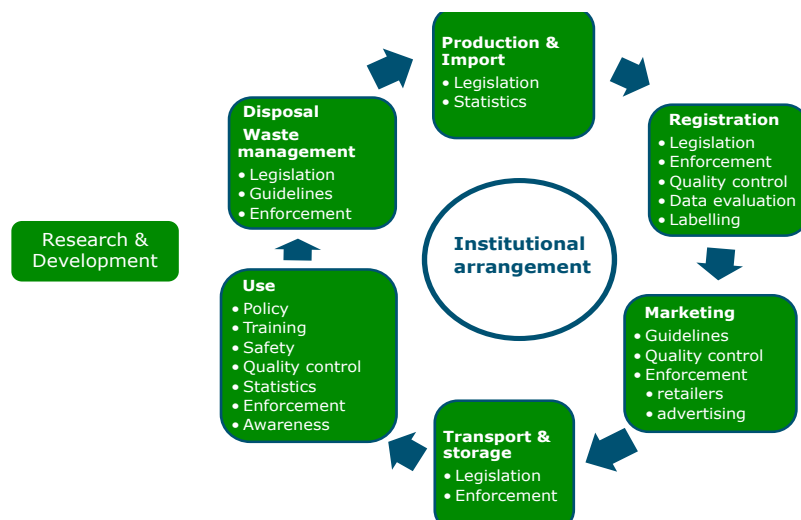 Production &
Import
• Legislation
• Statistics
Registration
• Legislation
• Enforcement
• Quality control
• Data evaluation
• Labelling
Marketing
• Guidelines
• Quality control
• Enforcement
• retailers
• advertising
Transport &
storage
• Legislation
• Enforcement
Use
• Policy
• Training
• Safety
• Quality control
• Statistics
• Enforcement
• Awareness
Disposal
Waste
management
• Legislation
• Guidelines
• Enforcement
Institutional
arrangement
Research &
Development